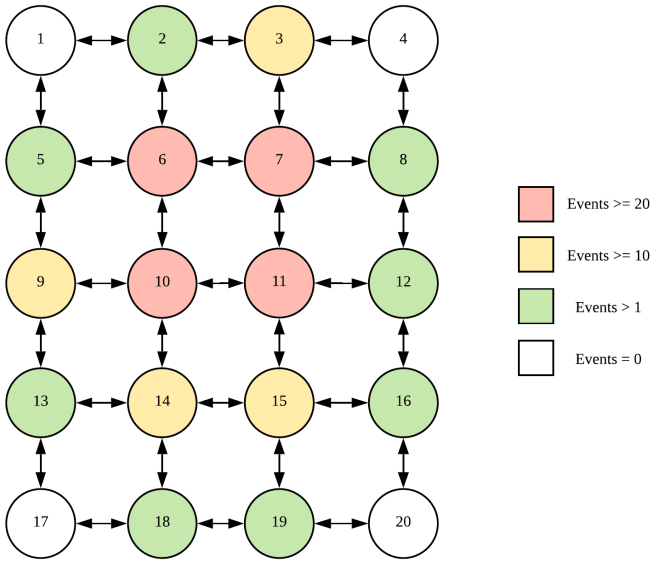 1 2 3 4
5 6 7 8
9 10 11 12
13 14 15 16
17 18 19 20
Events >= 20
Events >= 10
Events > 1
Events = 0